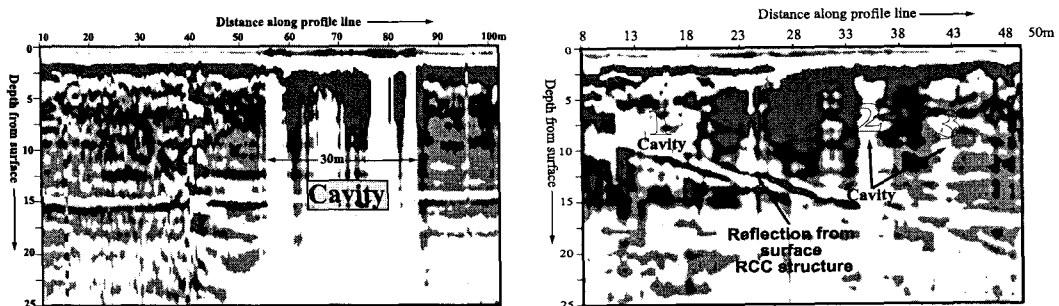 Distance along profile line
10 20 30 40 50 60 70 80 90 100m
Depth from surface
0
5
10
15
20
25
30m
Cavity
Distance along profile line
8 13 18 23 28 33 38 43 48 50m
Depth from surface
0
5
10
15
20
25
1
Cavity
2
3
Cavity
Reflection from
surface
RCC structure